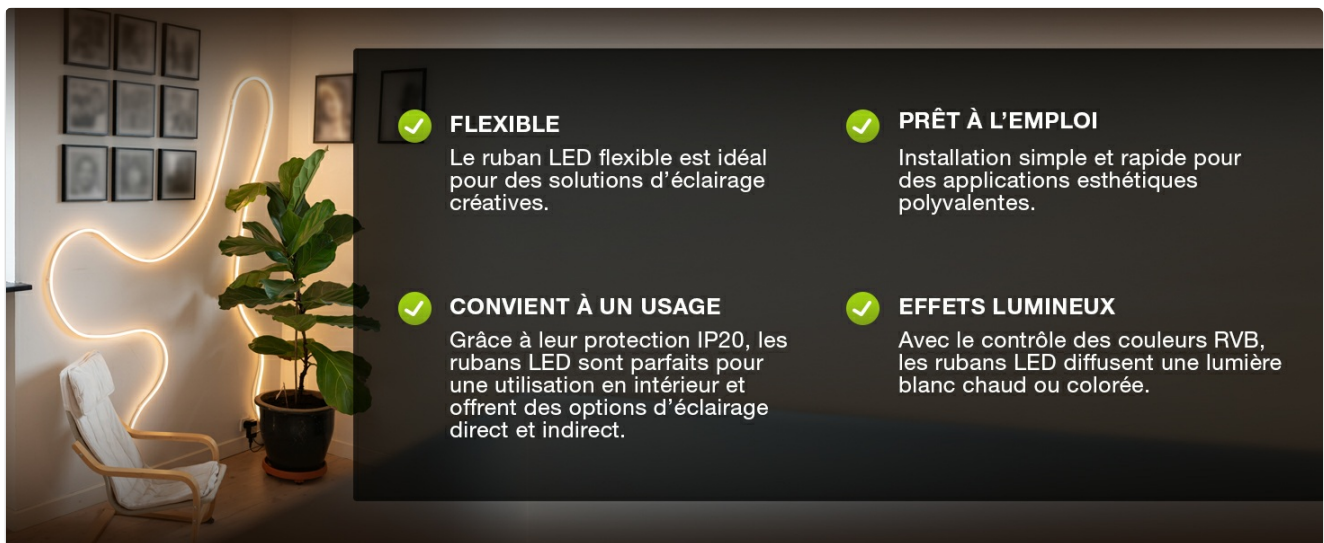 FLEXIBLE
Le ruban LED flexible est idéal
pour des solutions d’éclairage
créatives.
PRÊT À L’EMPLOI
Installation simple et rapide pour
des applications esthétiques
polyvalentes.
CONVIENT À UN USAGE
Grâce à leur protection IP20, les
rubans LED sont parfaits pour
une utilisation en intérieur et
offrent des options d’éclairage
direct et indirect.
EFFETS LUMINEUX
Avec le contrôle des couleurs RVB,
les rubans LED diffusent une lumière
blanc chaud ou colorée.